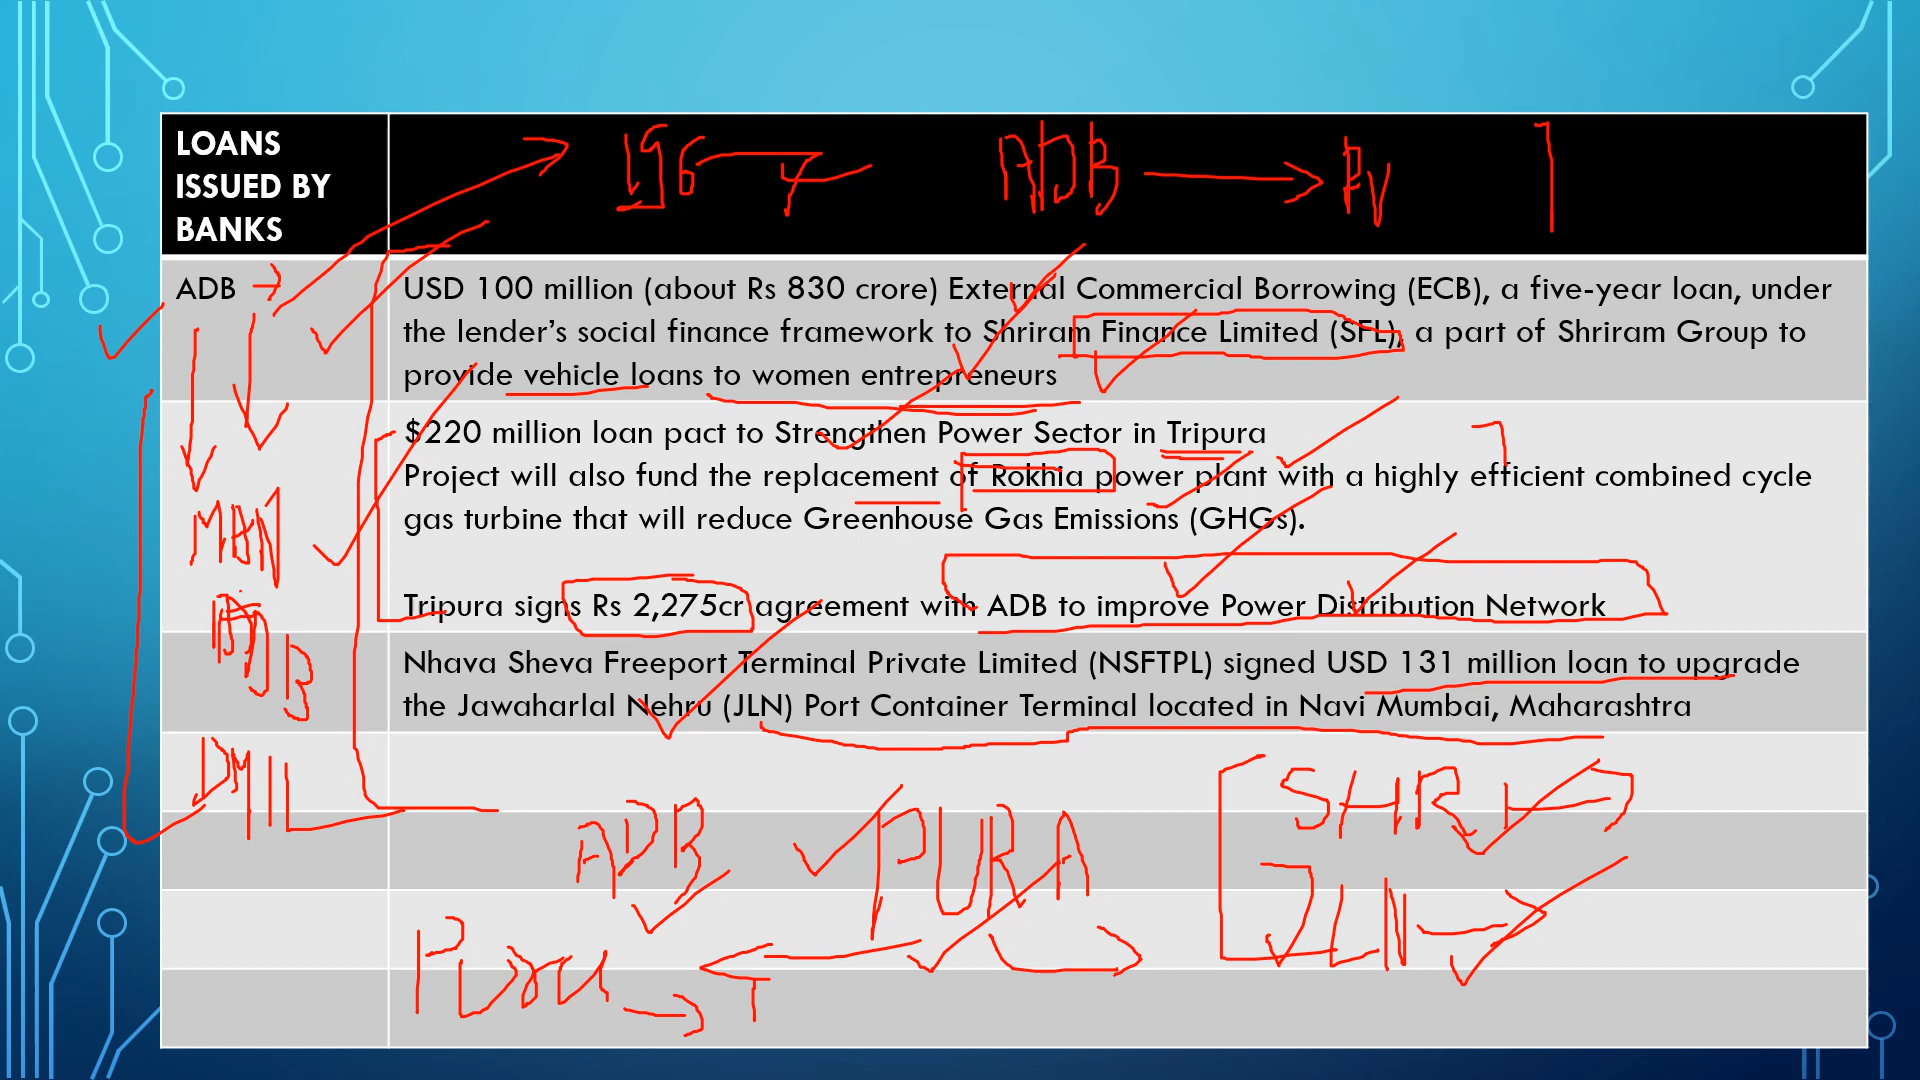 LOANS
ISSUED BY
BANKS
196
ADB
ADB
USD 100 million (about Rs 830 crore) External Commercial Borrowing (ECB), a five-year loan, under
the lender's social finance framework to Shriram Finance Limited (SFL), a part of Shriram Group to
provide vehicle loans to women entrepreneurs
$220 million loan pact to Strengthen Power Sector in Tripura
Project will also fund the replacement of Rokhia power plant with a highly efficient combined cycle
gas turbine that will reduce Greenhouse Gas Emissions (GHGs).
Tripura signs Rs 2,275cr agreement with ADB to improve Power Distribution Network
Nhava Sheva Freeport Terminal Private Limited (NSFTPL) signed USD 131 million loan to upgrade
the Jawaharlal Nehru (JLN) Port Container Terminal located in Navi Mumbai, Maharashtra
ADB
PURA
SHRI
JLN
T